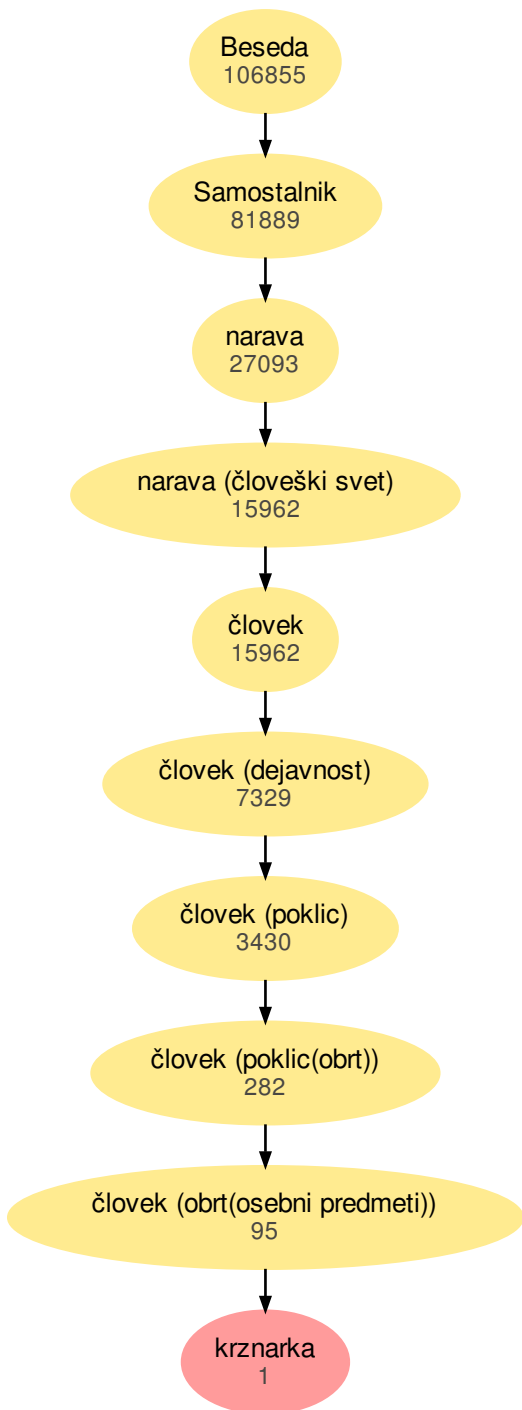 Beseda
106855
Samostalnik
81889
narava
27093
narava (človeški svet)
15962
človek
15962
človek (dejavnost)
7329
človek (poklic)
3430
človek (poklic(obrt))
282
človek (obrt(osebni predmeti))
95
krznarka
1